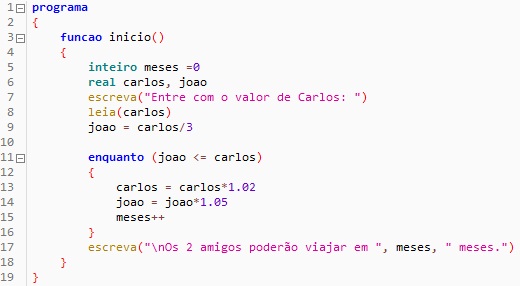 1 programa
2 {
3     funcao inicio()
4     {
5         inteiro meses =0
6         real carlos, joao
7         escreva("Entre com o valor de Carlos: ")
8         leia(carlos)
9         joao = carlos/3
10
11         enquanto (joao <= carlos)
12         {
13             carlos = carlos*1.02
14             joao = joao*1.05
15             meses++
16         }
17         escreva("\nOs 2 amigos poderão viajar em ", meses, " meses.")
18     }
19 }